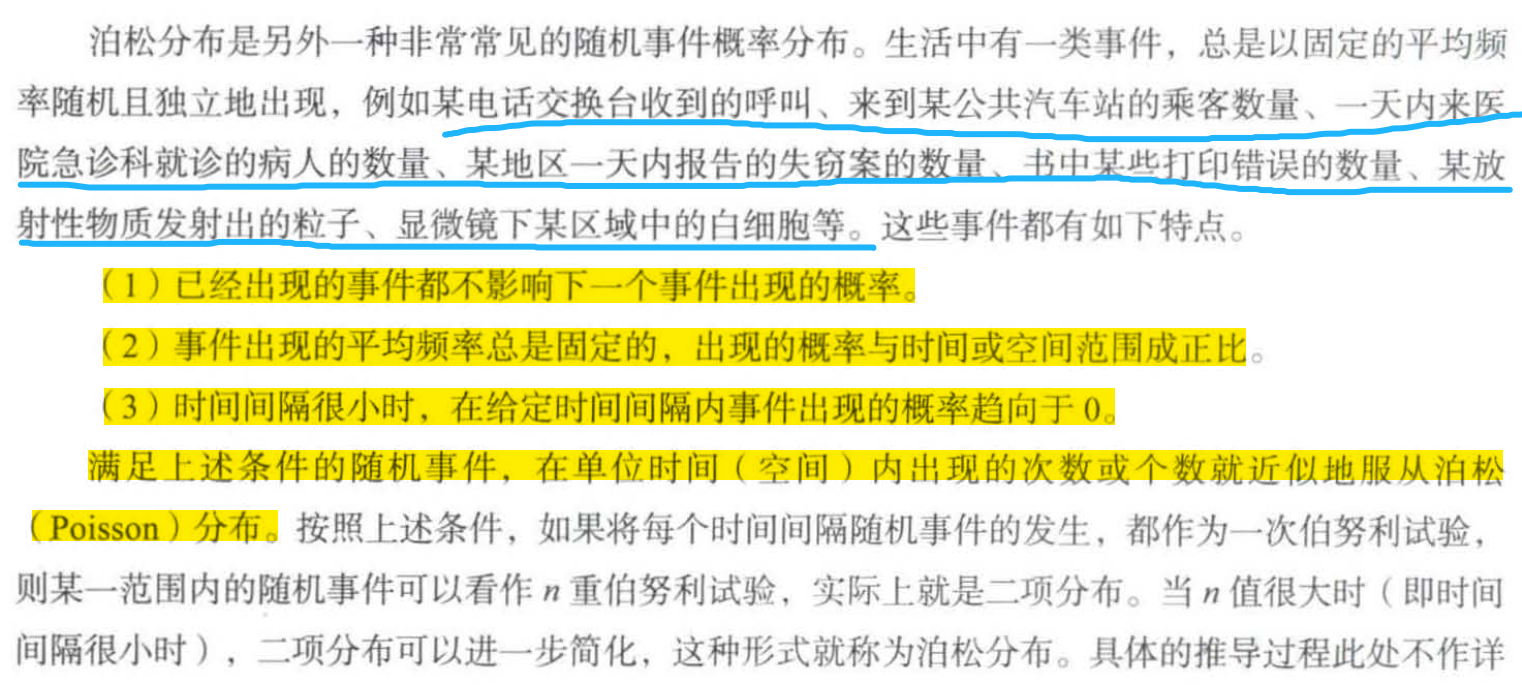 泊松分布是另外一种非常常见的随机事件概率分布。生活中有一类事件，总是以固定的平均频
率随机且独立地出现，例如某电话交换台收到的呼叫、来到某公共汽车站的乘客数量、一天内来医
院急诊科就诊的病人的数量、某地区一天内报告的失窃案的数量、书中某些打印错误的数量、某放
射性物质发射出的粒子、显微镜下某区域中的白细胞等。这些事件都有如下特点。
（1）已经出现的事件都不影响下一个事件出现的概率。
（2）事件出现的平均频率总是固定的，出现的概率与时间或空间范围成正比。
（3）时间间隔很小时，在给定时间间隔内事件出现的概率趋向于 0。
满足上述条件的随机事件，在单位时间（空间）内出现的次数或个数就近似地服从泊松
（Poisson）分布。按照上述条件，如果将每个时间间隔随机事件的发生，都作为一次伯努利试验，
则某一范围内的随机事件可以看作 n 重伯努利试验，实际上就是二项分布。当 n 值很大时（即时间
间隔很小时），二项分布可以进一步简化，这种形式就称为泊松分布。具体的推导过程此处不作详